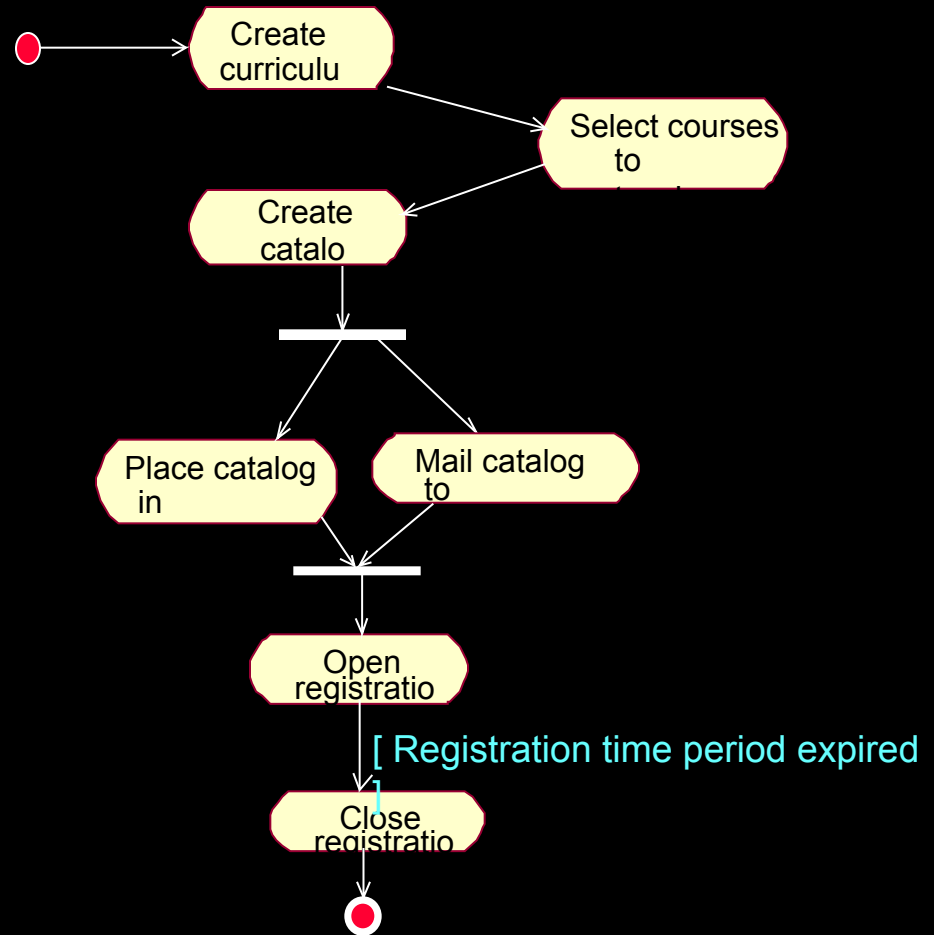 Create
curriculu
Select courses
to
Create
catalo
Place catalog
in
Mail catalog
to
Open
registratio
[ Registration time period expired
]
Close
registratio